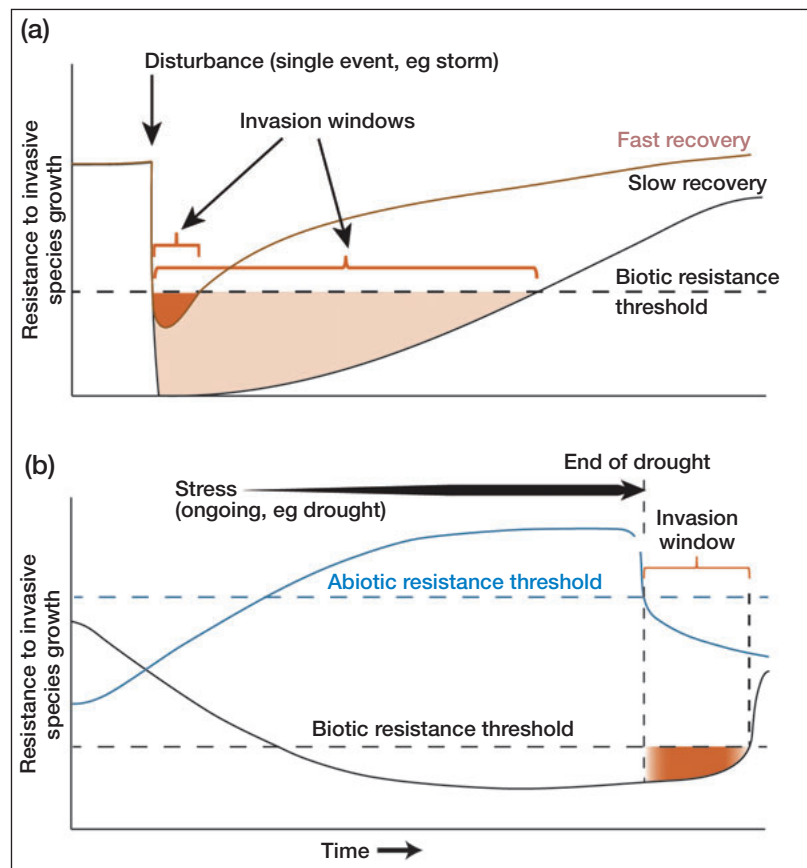 (a)
Disturbance (single event, eg storm)
Invasion windows
Fast recovery
Slow recovery
Biotic resistance
threshold
Resistance to invasive
species growth
(b)
End of drought
Stress
(ongoing, eg drought)
Invasion
window
Abiotic resistance threshold
Biotic resistance threshold
Resistance to invasive
species growth
Time